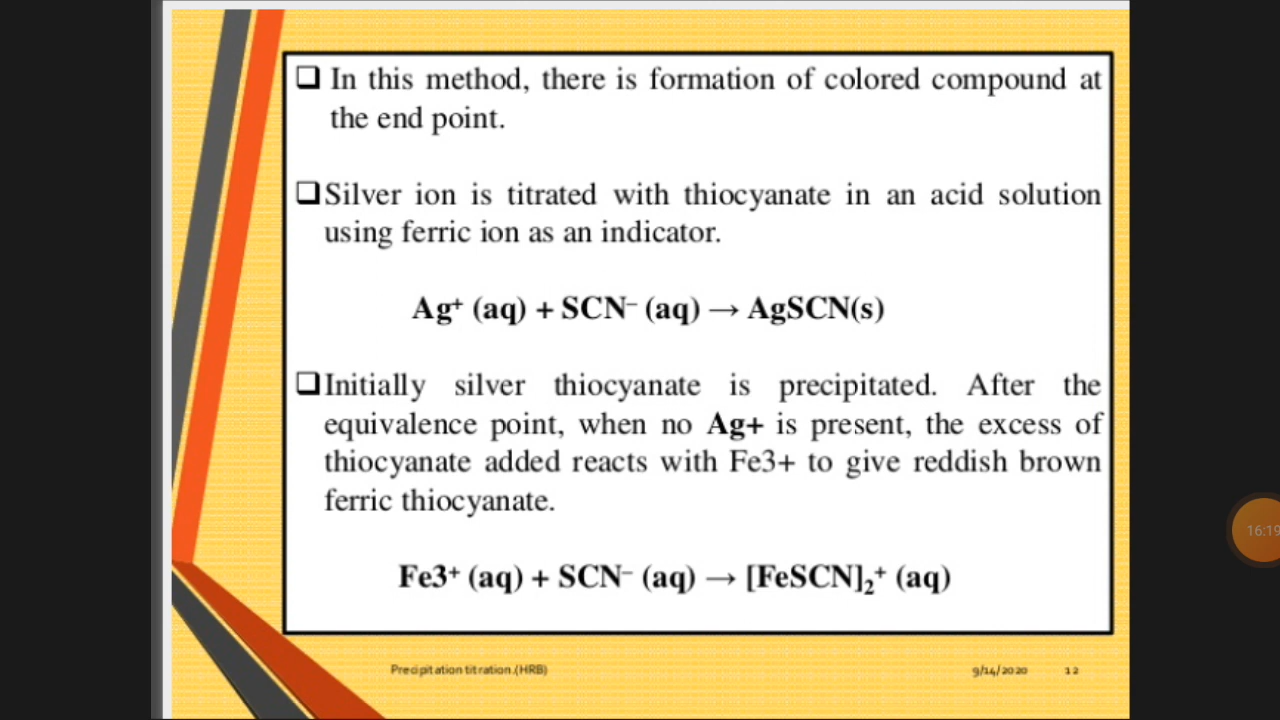 ❑ In this method, there is formation of colored compound at
the end point.
❑Silver ion is titrated with thiocyanate in an acid solution
using ferric ion as an indicator.
Ag⁺ (aq) + SCN⁻ (aq) → AgSCN(s)
❑Initially silver thiocyanate is precipitated. After the
equivalence point, when no Ag+ is present, the excess of
thiocyanate added reacts with Fe3+ to give reddish brown
ferric thiocyanate.
Fe3⁺ (aq) + SCN⁻ (aq) → [FeSCN]₂⁺ (aq)
Precipitation titration.(HRB) 9/14/2020 12
16:19